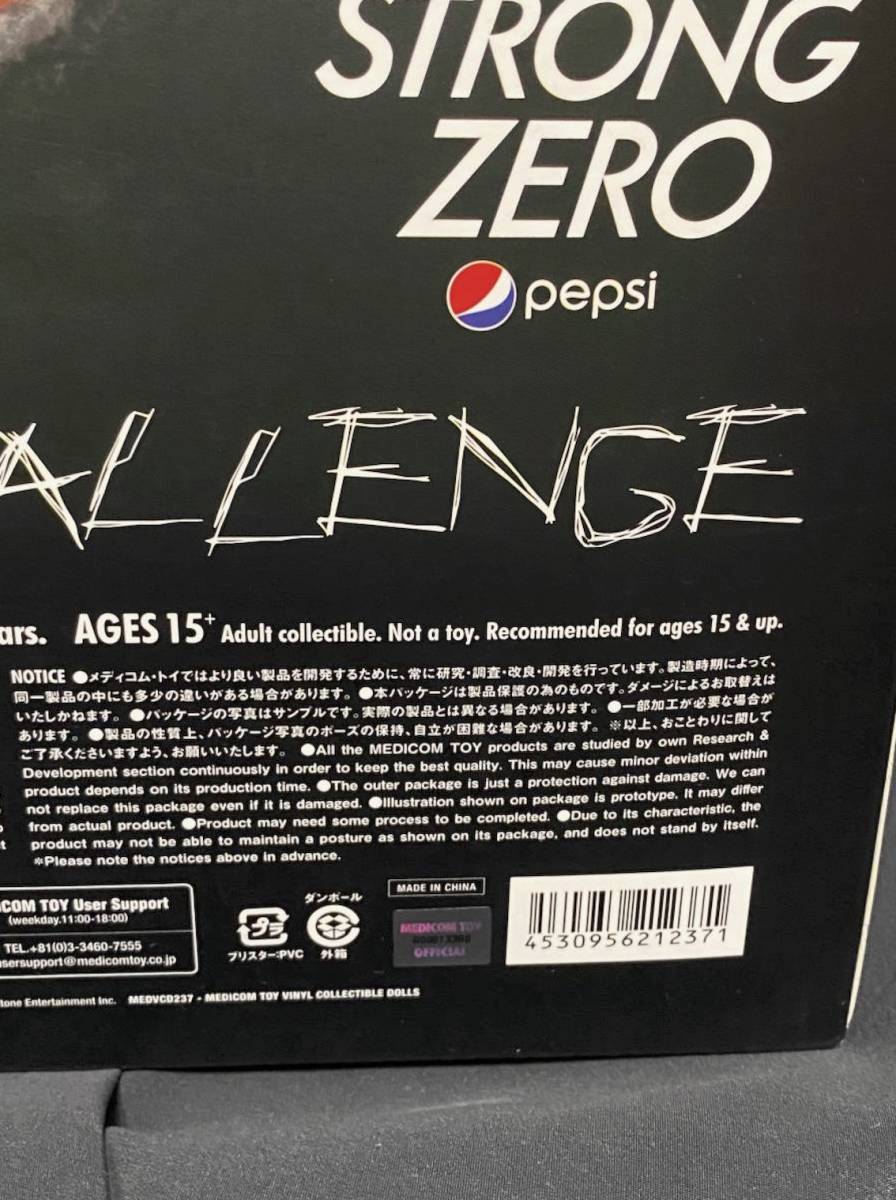 STRONG
ZERO
pepsi
ALLENGE
ars. AGES 15+ Adult collectible. Not a toy. Recommended for ages 15 & up.
NOTICE ●メディコム・トイではより良い製品を開発するために、常に研究・調査・改良・開発を行っています。製造時期によって、
同一製品の中にも多少の違いがある場合があります。●本パッケージは製品保護の為のものです。ダメージによるお取替えは
いたしかねます。●パッケージの写真はサンプルです。実際の製品とは異なる場合があります。●一部加工が必要な場合が
あります。●製品の性質上、パッケージ写真のポーズの保持、自立が困難な場合があります。※以上、おことわりに関して
ご了承くださいますよう、お願いいたします。●All the MEDICOM TOY products are studied by own Research &
Development section continuously in order to keep the best quality. This may cause minor deviation within
product depends on its production time. ●The outer package is just a protection against damage. We can
not replace this package even if it is damaged. ●Illustration shown on package is prototype. It may differ
from actual product. ●Product may need some process to be completed. ●Due to its characteristic, the
product may not be able to maintain a posture as shown on its package, and does not stand by itself.
※Please note the notices above in advance.
COM TOY User Support
(weekday.11:00-18:00)
TEL.+81(0)3-3460-7555
usersupport@medicomtoy.co.jp
プラ
ブリスター:PVC
ダンボール
外箱
MADE IN CHINA
MEDICOM TOY
OFFICIAL
4530956212371
tone Entertainment Inc. MEDVCD237 - MEDICOM TOY VINYL COLLECTIBLE DOLLS